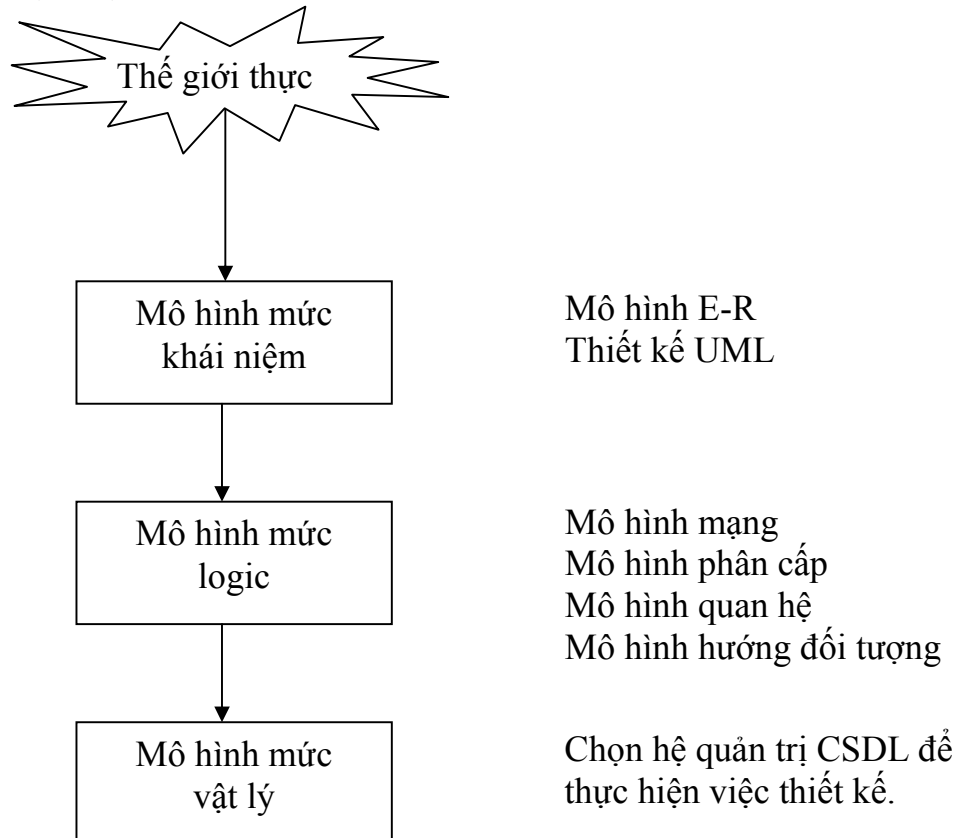 Thế giới thực
Mô hình mức
khái niệm
Mô hình E-R
Thiết kế UML
Mô hình mức
logic
Mô hình mạng
Mô hình phân cấp
Mô hình quan hệ
Mô hình hướng đối tượng
Mô hình mức
vật lý
Chọn hệ quản trị CSDL để
thực hiện việc thiết kế.